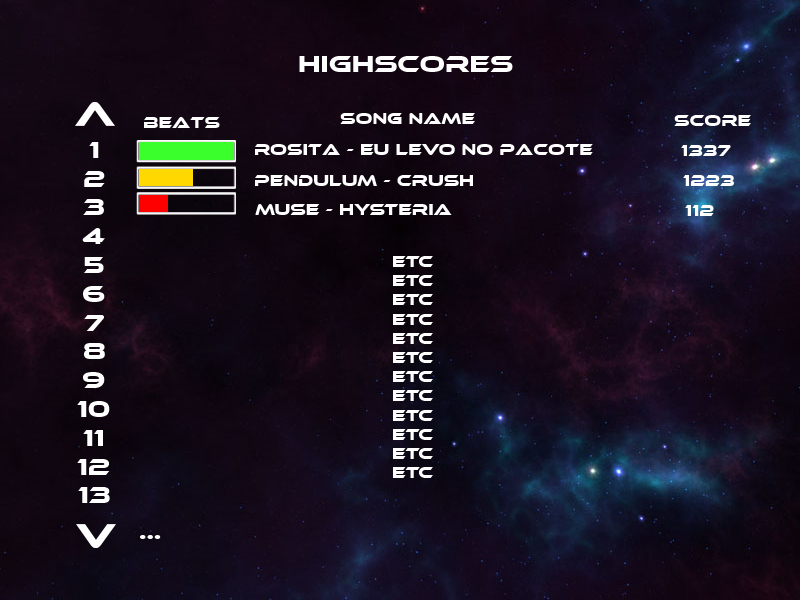 HIGHSCORES
BEATS SONG NAME SCORE
1 ROSITA - EU LEVO NO PACOTE 1337
2 PENDULUM - CRUSH 1223
3 MUSE - HYSTERIA 112
4
5 ETC
ETC
6 ETC
7 ETC
ETC
8 ETC
9 ETC
ETC
10 ETC
11 ETC
ETC
12 ETC
13
...